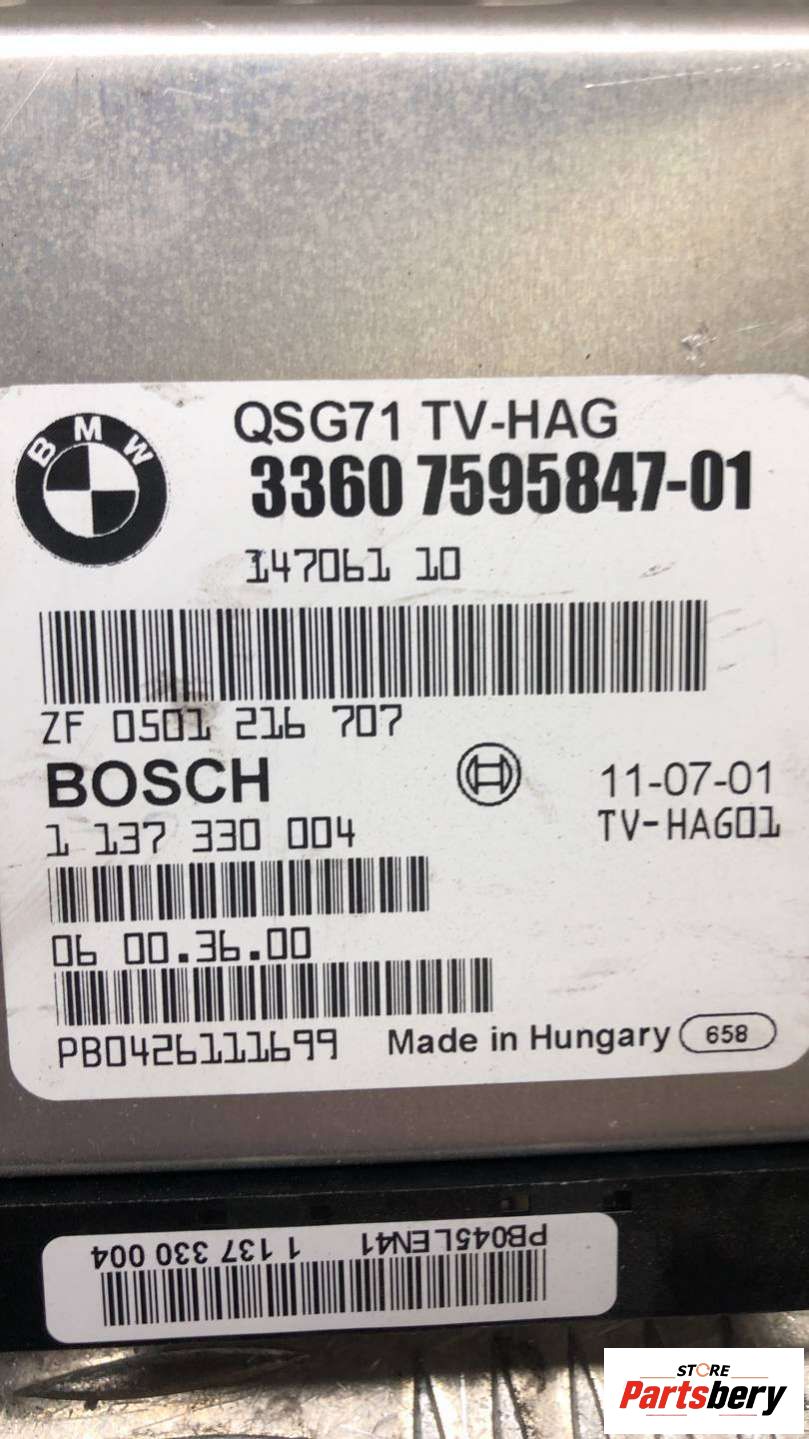 BMW
QSG71 TV-HAG
3360 7595847-01
147061 10
ZF 0501 216 707
BOSCH
11-07-01
1 137 330 004
TV-HAG01
06 00.36.00
PB0426111699
Made in Hungary 658
PB045LEN41 1 137 330 004
STORE
Partsbery